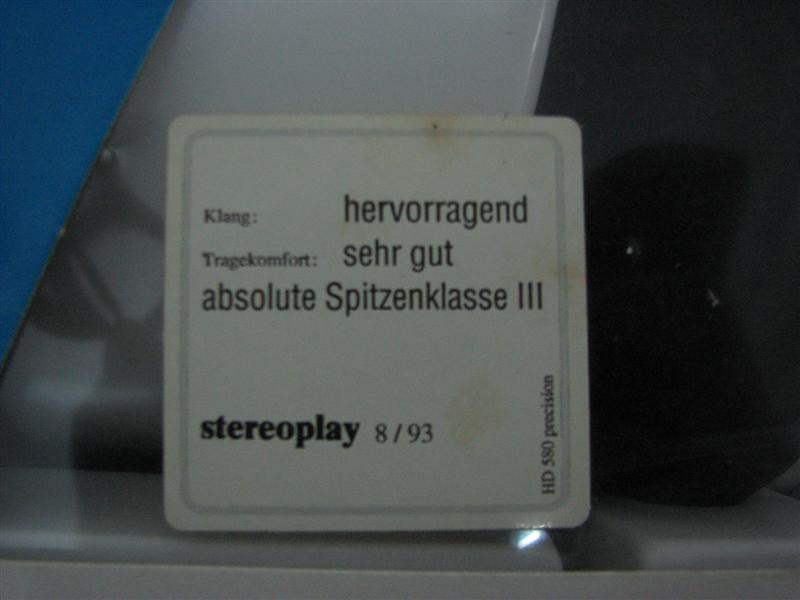 Klang: hervorragend
Tragekomfort: sehr gut
absolute Spitzenklasse III
stereoplay 8/93
HD 580 precision